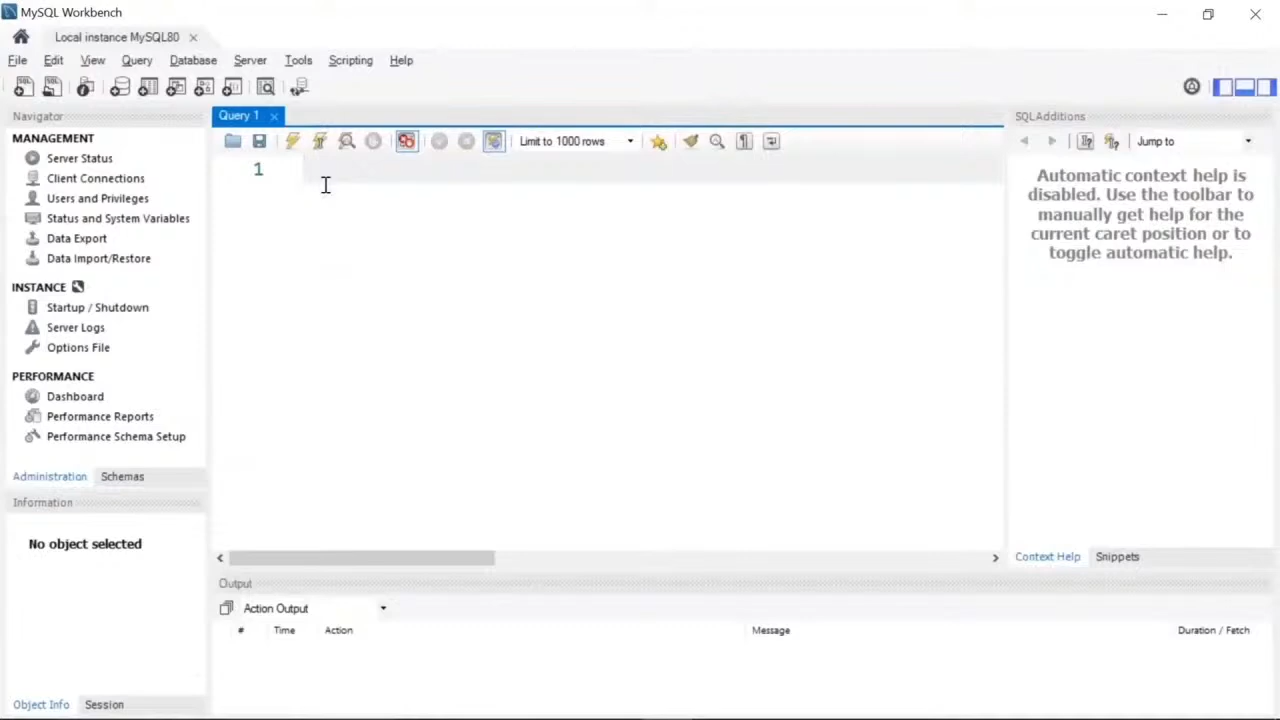 MySQL Workbench
Local instance MySQL80
File Edit View Query Database Server Tools Scripting Help
Navigator
MANAGEMENT
Server Status
Client Connections
Users and Privileges
Status and System Variables
Data Export
Data Import/Restore
INSTANCE
Startup / Shutdown
Server Logs
Options File
PERFORMANCE
Dashboard
Performance Reports
Performance Schema Setup
Administration Schemas
Information
No object selected
Object Info Session
Query 1
Limit to 1000 rows
1
Output
Action Output
# Time Action Message Duration / Fetch
SQLAdditions
Jump to
Automatic context help is
disabled. Use the toolbar to
manually get help for the
current caret position or to
toggle automatic help.
Context Help Snippets